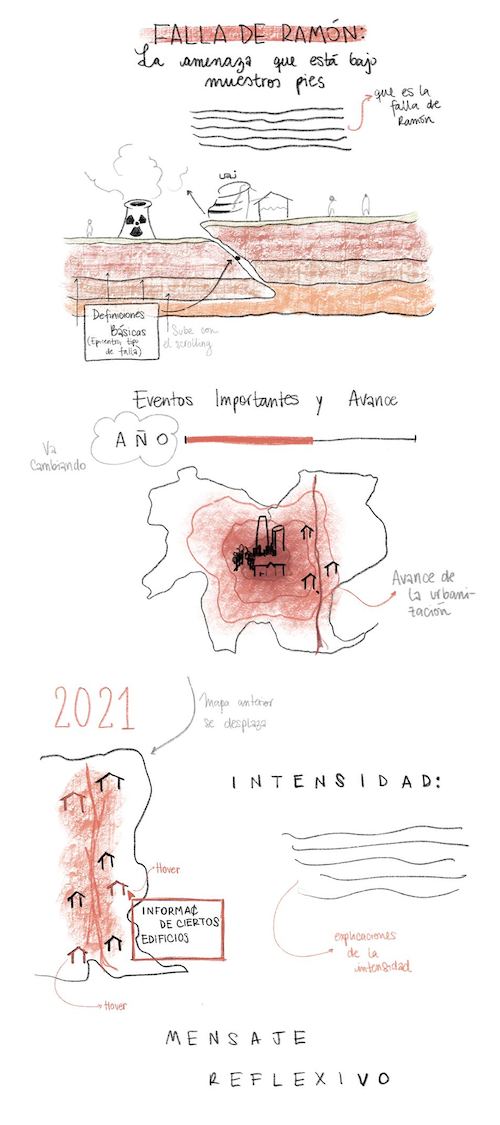 FALLA DE RAMÓN:
La amenaza que está bajo
nuestros pies
que es la
falla de
Ramón
uai
Definiciones
Básicas
(Epicentro, tipo
de falla)
Sube con
el scrolling
Eventos Importantes y Avance
AÑO
Va
Cambiando
Avance de
la urbani-
zación
2021
Mapa anterior
se desplaza
INTENSIDAD:
Hover
INFORMAC
DE CIERTOS
EDIFICIOS
explicaciones
de la
intensidad
Hover
MENSAJE
REFLEXIVO